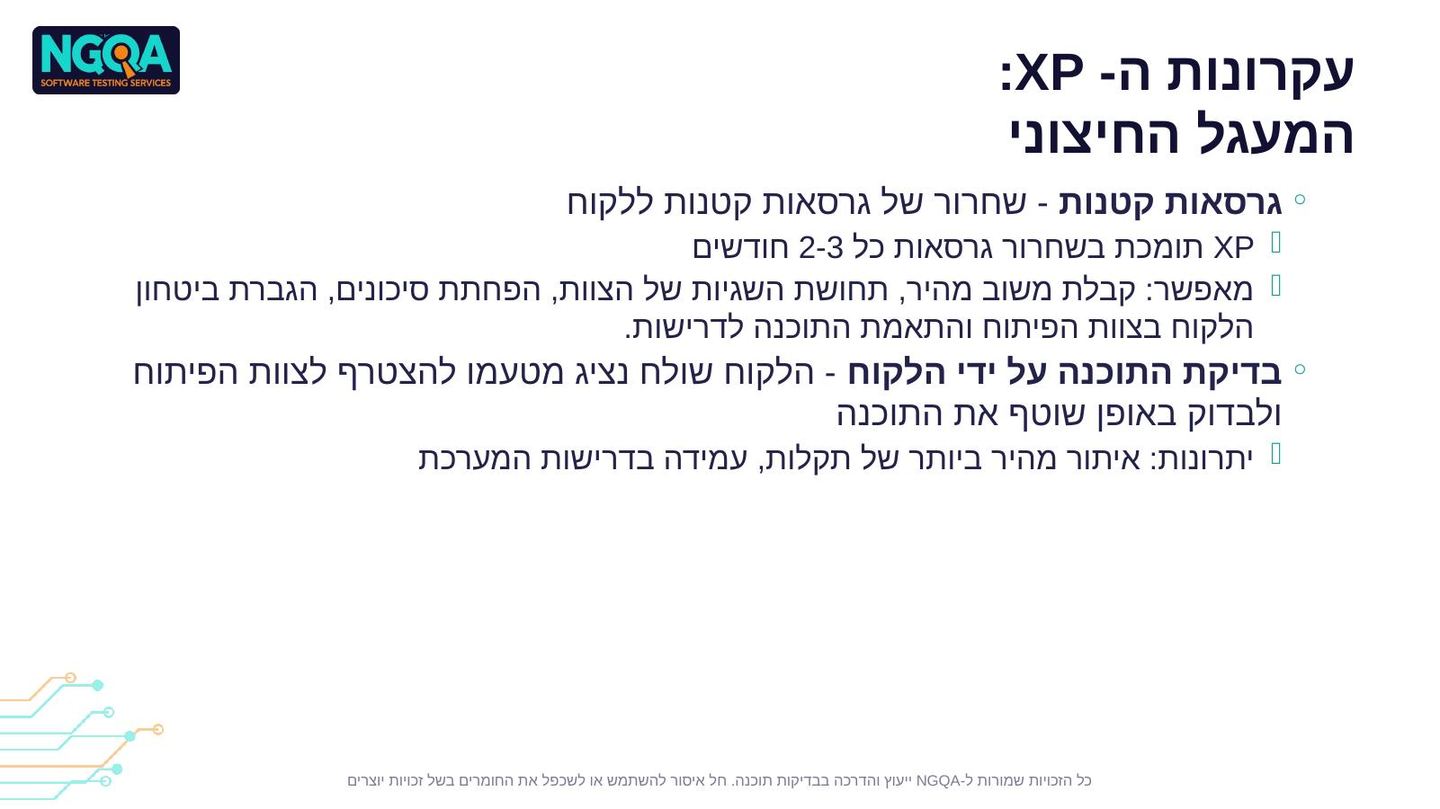 NGQA
SOFTWARE TESTING SERVICES
עקרונות ה- XP:
המעגל החיצוני
גרסאות קטנות - שחרור של גרסאות קטנות ללקוח
XP תומכת בשחרור גרסאות כל 2-3 חודשים
מאפשר: קבלת משוב מהיר, תחושת השגיות של הצוות, הפחתת סיכונים, הגברת ביטחון
הלקוח בצוות הפיתוח והתאמת התוכנה לדרישות.
בדיקת התוכנה על ידי הלקוח - הלקוח שולח נציג מטעמו להצטרף לצוות הפיתוח
ולבדוק באופן שוטף את התוכנה
יתרונות: איתור מהיר ביותר של תקלות, עמידה בדרישות המערכת
כל הזכויות שמורות ל-NGQA ייעוץ והדרכה בבדיקות תוכנה. חל איסור להשתמש או לשכפל את החומרים בשל זכויות יוצרים